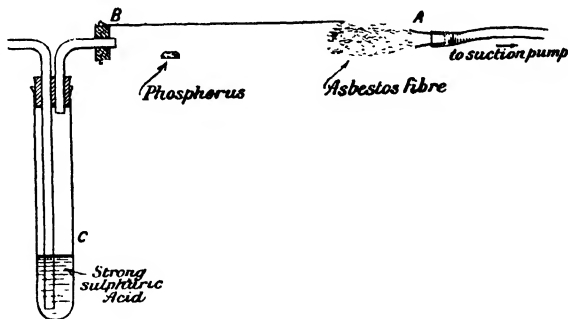 B
A
to suction pump
Phosphorus
Asbestos fibre
C
Strong
sulphuric
Acid